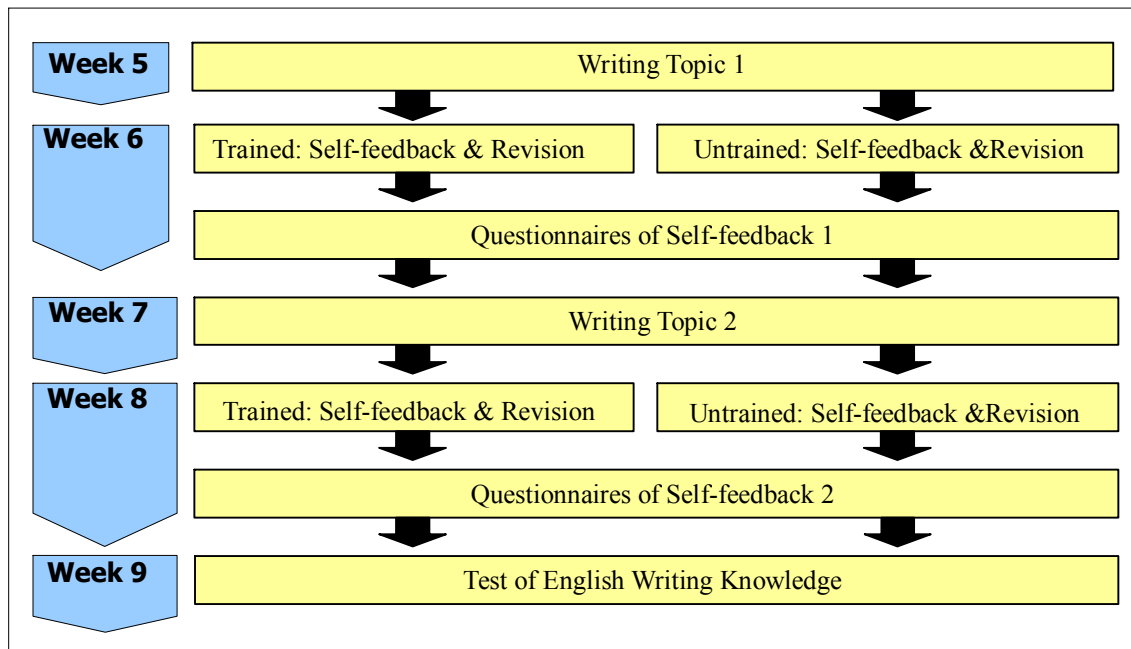 Week 5
Writing Topic 1
Week 6
Trained: Self-feedback & Revision
Untrained: Self-feedback &Revision
Questionnaires of Self-feedback 1
Week 7
Writing Topic 2
Week 8
Trained: Self-feedback & Revision
Untrained: Self-feedback &Revision
Questionnaires of Self-feedback 2
Week 9
Test of English Writing Knowledge